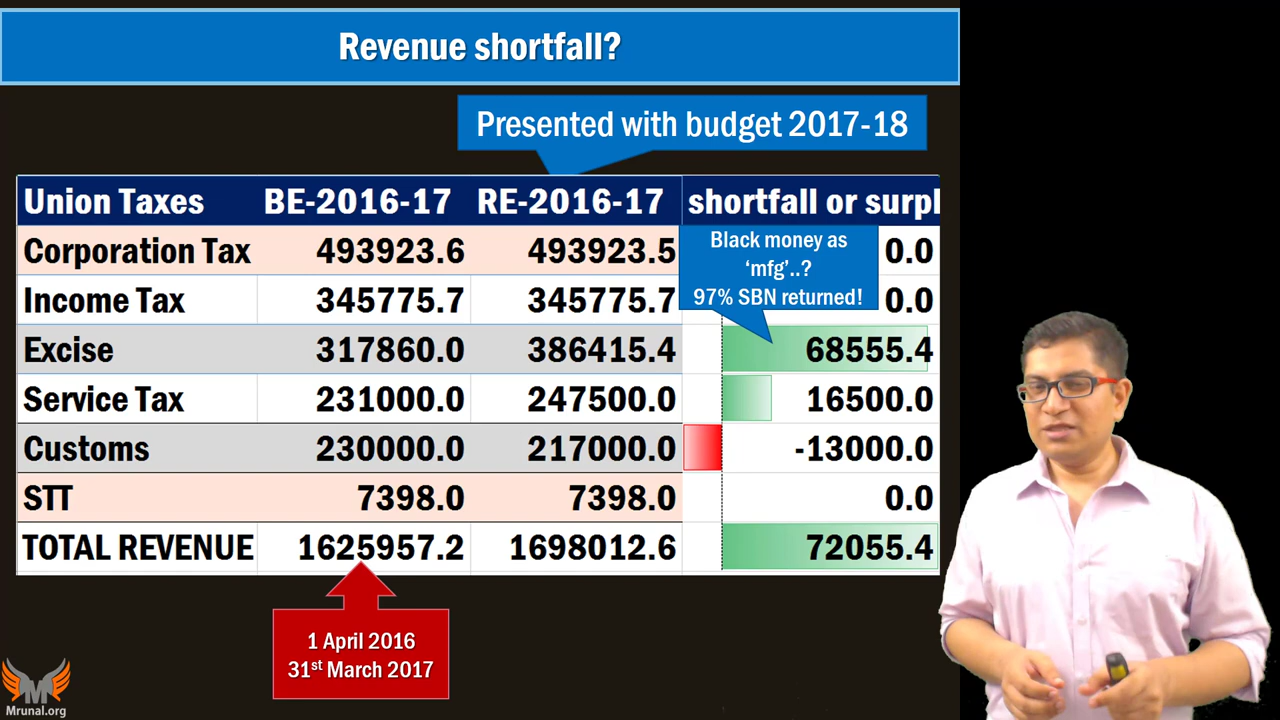 Revenue shortfall?
Presented with budget 2017-18
Union Taxes BE-2016-17 RE-2016-17 shortfall or surpl
Corporation Tax 493923.6 493923.5 0.0
Income Tax 345775.7 345775.7 0.0
Black money as
‘mfg’..?
97% SBN returned!
Excise 317860.0 386415.4 68555.4
Service Tax 231000.0 247500.0 16500.0
Customs 230000.0 217000.0 -13000.0
STT 7398.0 7398.0 0.0
TOTAL REVENUE 1625957.2 1698012.6 72055.4
1 April 2016
31st March 2017
M
Mrunal.org